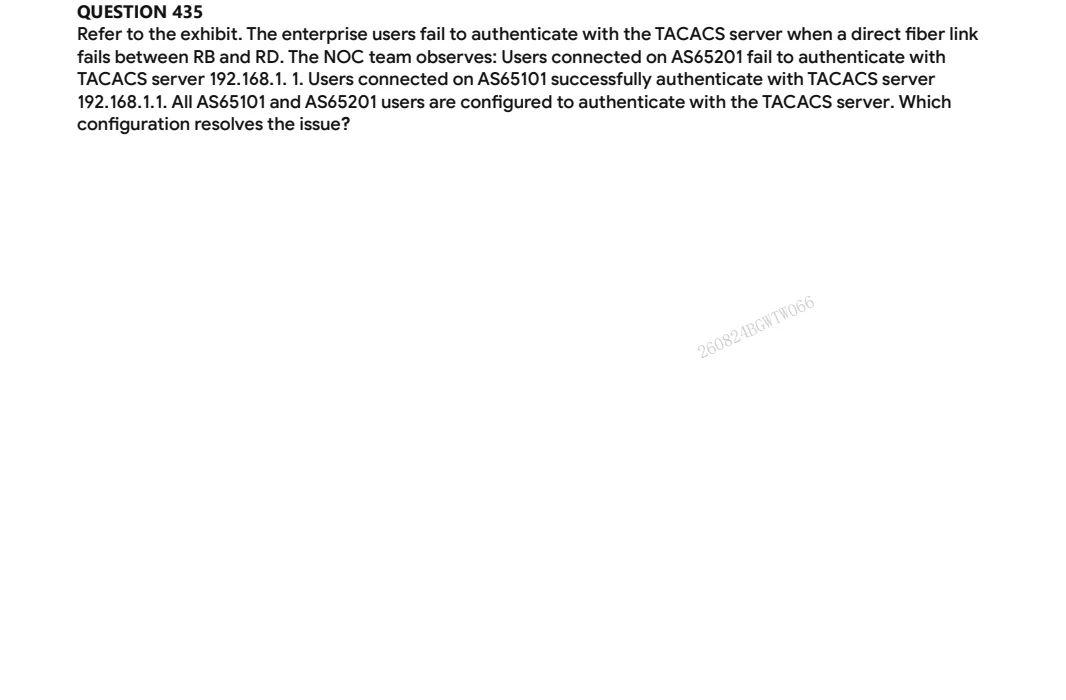 QUESTION 435
Refer to the exhibit. The enterprise users fail to authenticate with the TACACS server when a direct fiber link
fails between RB and RD. The NOC team observes: Users connected on AS65201 fail to authenticate with
TACACS server 192.168.1. 1. Users connected on AS65101 successfully authenticate with TACACS server
192.168.1.1. All AS65101 and AS65201 users are configured to authenticate with the TACACS server. Which
configuration resolves the issue?
260824BGWTW066